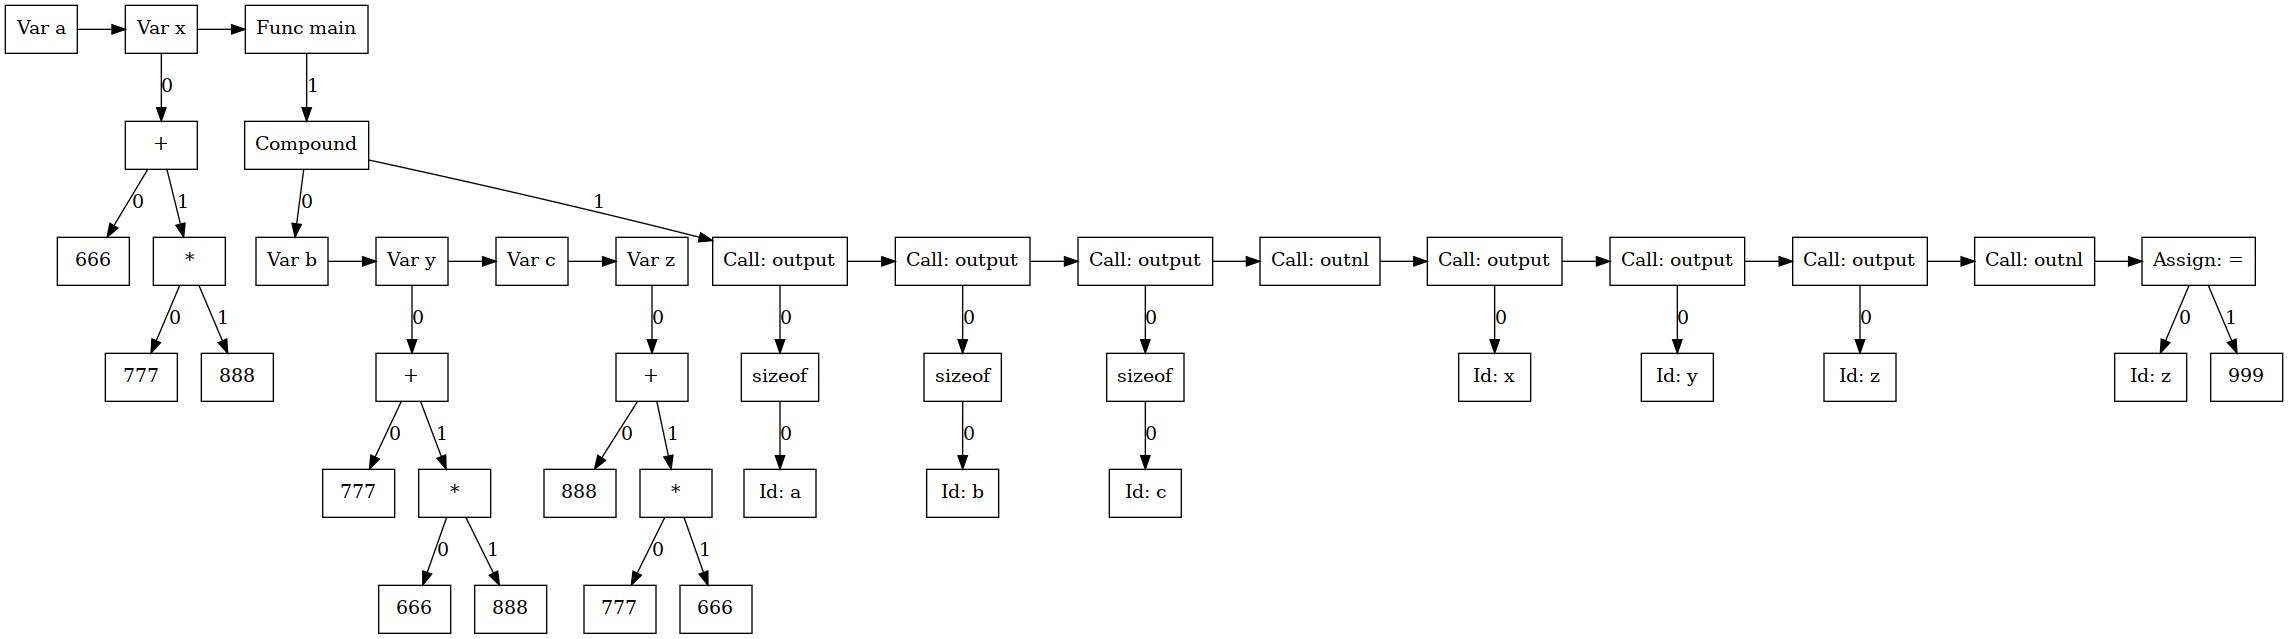 Var a Var x Func main
0 1
+ Compound
0 1 0 1
666 * Var b Var y Var c Var z Call: output Call: output Call: output Call: outnl Call: output Call: output Call: output Call: outnl Assign: =
0 1 0 0 0 0 0 0 0 0 0 1
777 888 + + sizeof sizeof sizeof Id: x Id: y Id: z Id: z 999
0 1 0 1 0 0 0
777 * 888 * Id: a Id: b Id: c
0 1 0 1
666 888 777 666